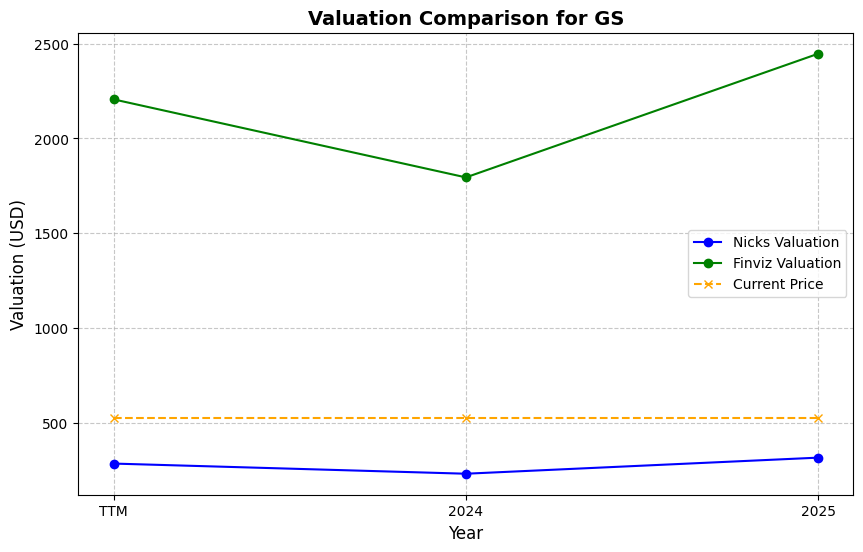 Valuation Comparison for GS
Valuation (USD)
2500
2000
1500
1000
500
Nicks Valuation
Finviz Valuation
Current Price
TTM
2024
2025
Year